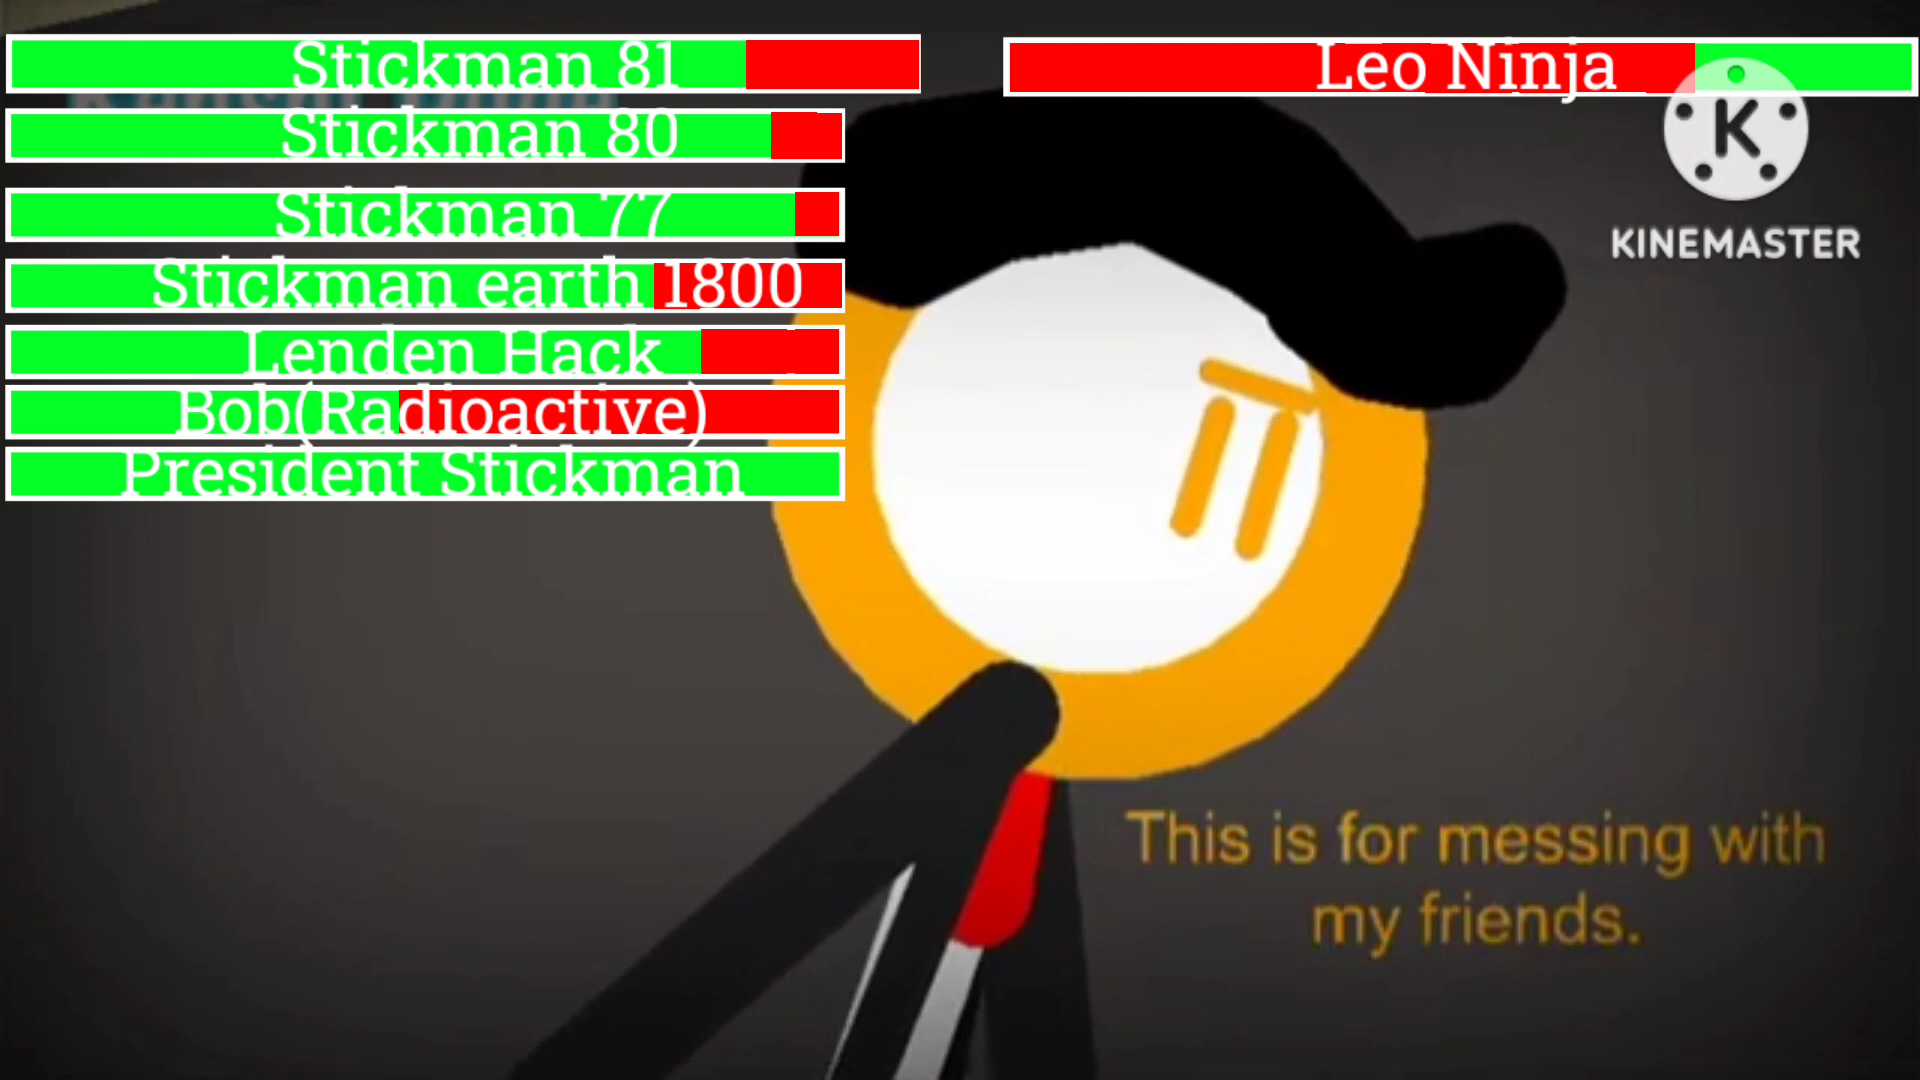 Stickman 81
Stickman 80
Stickman 77
Stickman earth 1800
Lenden Hack
Bob(Radioactive)
President Stickman
Leo Ninja
K
KINEMASTER
This is for messing with
my friends.